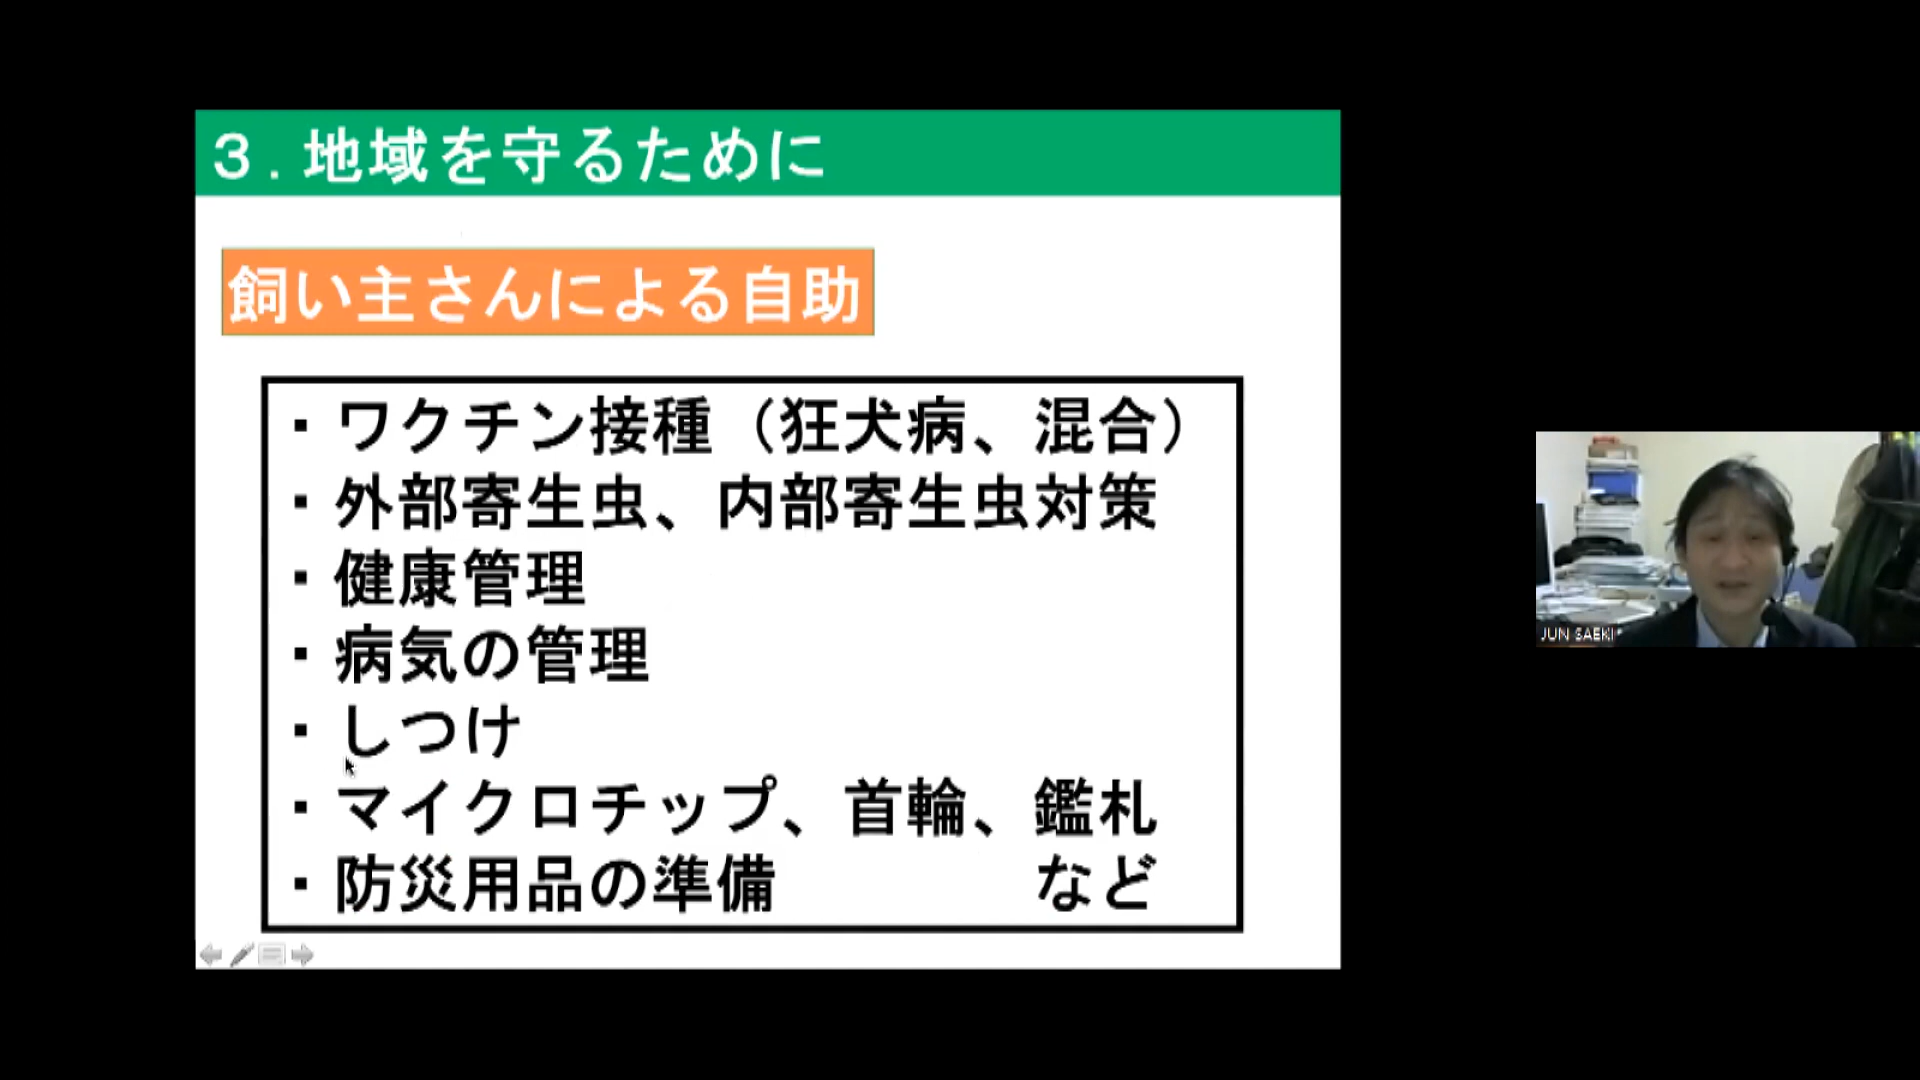 ３．地域を守るために
飼い主さんによる自助
・ワクチン接種（狂犬病、混合）
・外部寄生虫、内部寄生虫対策
・健康管理
・病気の管理
・しつけ
・マイクロチップ、首輪、鑑札
・防災用品の準備　　　　など
JUN SAEKI